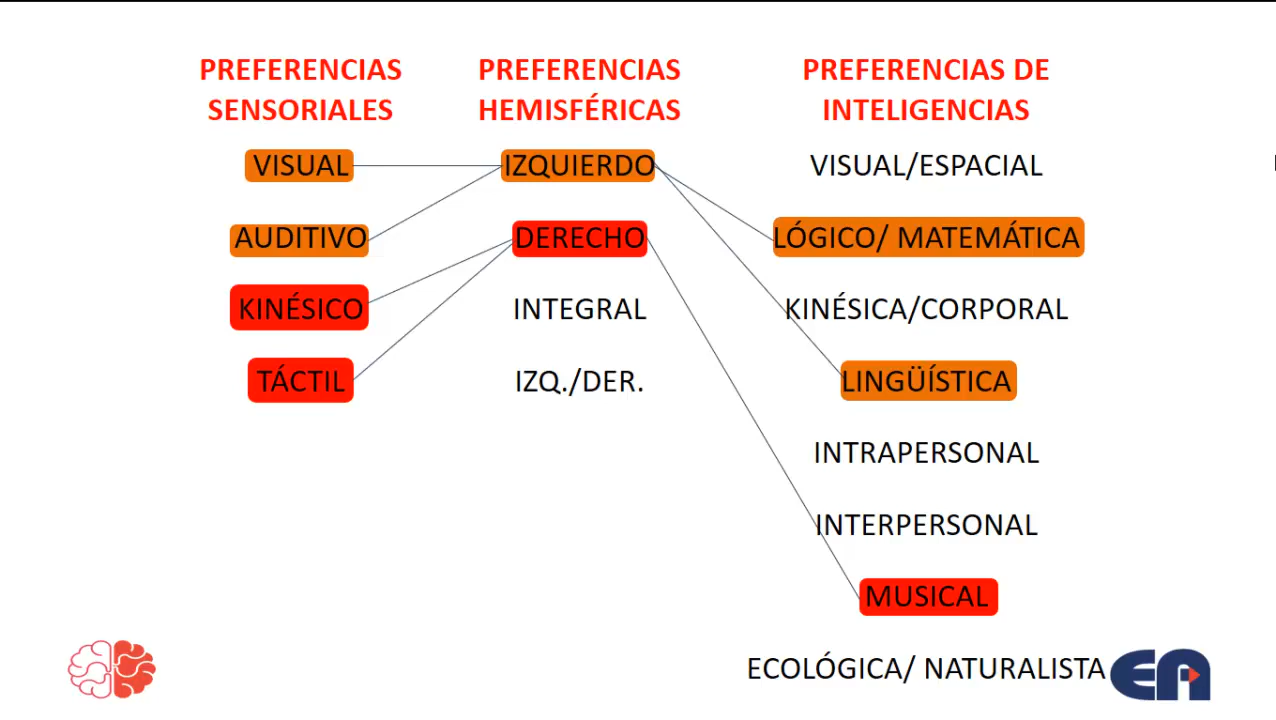 PREFERENCIAS
SENSORIALES
VISUAL
AUDITIVO
KINÉSICO
TÁCTIL
PREFERENCIAS
HEMISFÉRICAS
IZQUIERDO
DERECHO
INTEGRAL
IZQ./DER.
PREFERENCIAS DE
INTELIGENCIAS
VISUAL/ESPACIAL
LÓGICO/ MATEMÁTICA
KINÉSICA/CORPORAL
LINGÜÍSTICA
INTRAPERSONAL
INTERPERSONAL
MUSICAL
ECOLÓGICA/ NATURALISTA
EA